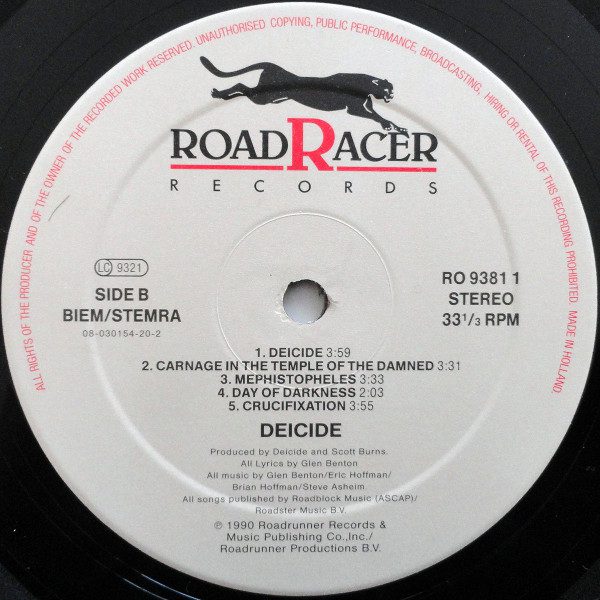 ALL RIGHTS OF THE PRODUCER AND OF THE OWNER OF THE RECORDED WORK RESERVED. UNAUTHORISED COPYING, PUBLIC PERFORMANCE, BROADCASTING, HIRING OR RENTAL OF THIS RECORDING PROHIBITED. MADE IN HOLLAND.
ROADRACER
RECORDS
LC 9321
SIDE B
BIEM/STEMRA
08-030154-20-2
RO 9381 1
STEREO
33 1/3 RPM
1. DEICIDE 3:59
2. CARNAGE IN THE TEMPLE OF THE DAMNED 3:31
3. MEPHISTOPHELES 3:33
4. DAY OF DARKNESS 2:03
5. CRUCIFIXATION 3:55
DEICIDE
Produced by Deicide and Scott Burns.
All Lyrics by Glen Benton
All music by Glen Benton/Eric Hoffman/
Brian Hoffman/Steve Asheim
All songs published by Roadblock Music (ASCAP)/
Roadster Music B.V.
℗ 1990 Roadrunner Records &
Music Publishing Co.,Inc./
Roadrunner Productions B.V.